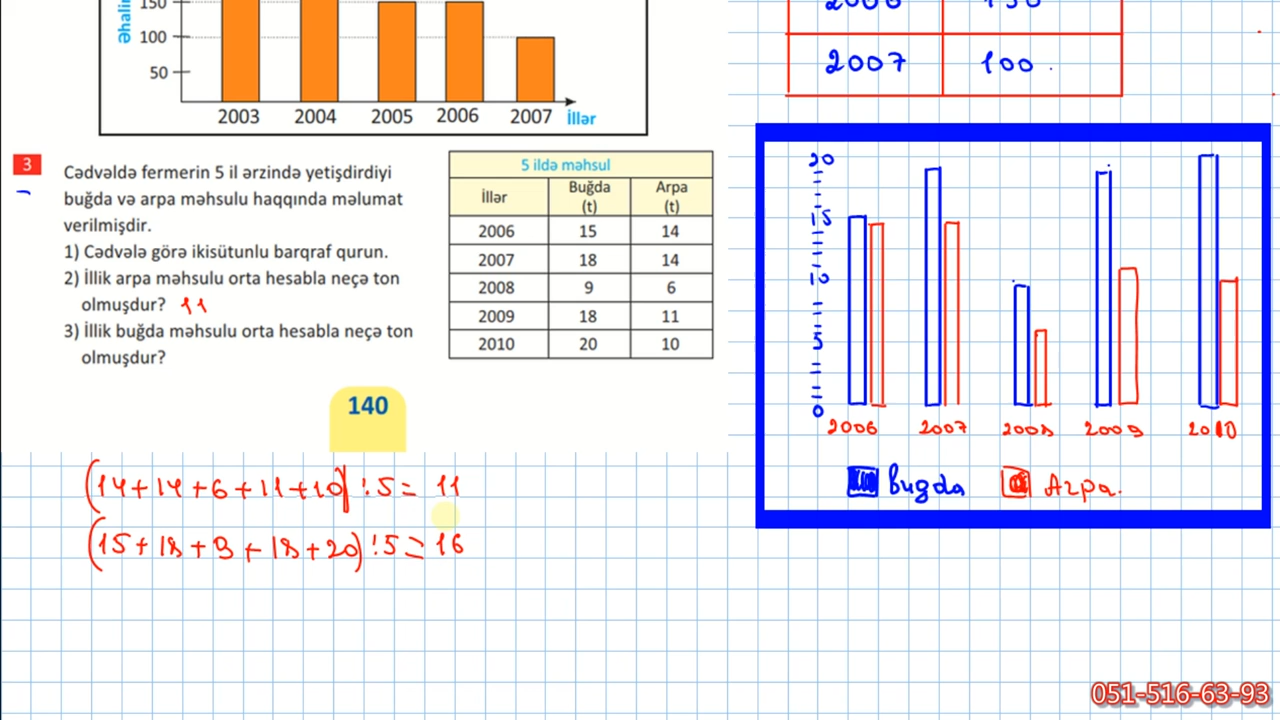 Əhalin
150
100
50
2003 2004 2005 2006 2007 İllər
2006 150
2007 100
3
Cədvəldə fermerin 5 il ərzində yetişdirdiyi
buğda və arpa məhsulu haqqında məlumat
verilmişdir.
1) Cədvələ görə ikisütunlu barqraf qurun.
2) İllik arpa məhsulu orta hesabla neçə ton
olmuşdur? 11
3) İllik buğda məhsulu orta hesabla neçə ton
olmuşdur?
5 ildə məhsul
İllər Buğda (t) Arpa (t)
2006 15 14
2007 18 14
2008 9 6
2009 18 11
2010 20 10
140
20
15
10
5
0
2006 2007 2008 2009 2010
Bugda Arpa.
(14+14+6+11+10) : 5 = 11
(15+18+9+18+20) : 5 = 16
051-516-63-93